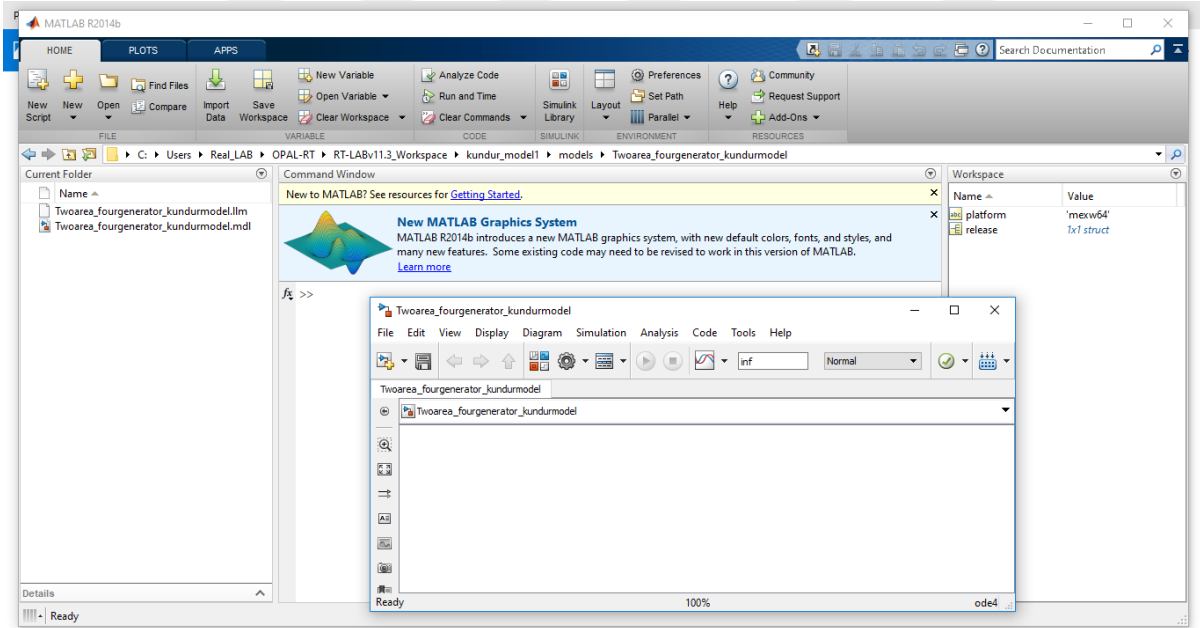 P
MATLAB R2014b
HOME PLOTS APPS
Search Documentation
New Script
New
Open
Find Files
Compare
Import Data
Save Workspace
New Variable
Open Variable
Clear Workspace
Analyze Code
Run and Time
Clear Commands
Simulink Library
Layout
Preferences
Set Path
Parallel
Help
Community
Request Support
Add-Ons
FILE VARIABLE CODE SIMULINK ENVIRONMENT RESOURCES
C: Users Real_LAB OPAL-RT RT-LABv11.3_Workspace kundur_model1 models Twoarea_fourgenerator_kundurmodel
Current Folder
Name
Twoarea_fourgenerator_kundurmodel.llm
Twoarea_fourgenerator_kundurmodel.mdl
Details
Command Window
New to MATLAB? See resources for Getting Started.
New MATLAB Graphics System
MATLAB R2014b introduces a new MATLAB graphics system, with new default colors, fonts, and styles, and
many new features. Some existing code may need to be revised to work in this version of MATLAB.
Learn more
fx >>
Workspace
Name Value
abc platform 'mexw64'
release 1x1 struct
Twoarea_fourgenerator_kundurmodel
File Edit View Display Diagram Simulation Analysis Code Tools Help
inf Normal
Twoarea_fourgenerator_kundurmodel
Twoarea_fourgenerator_kundurmodel
Ready 100% ode4
Ready